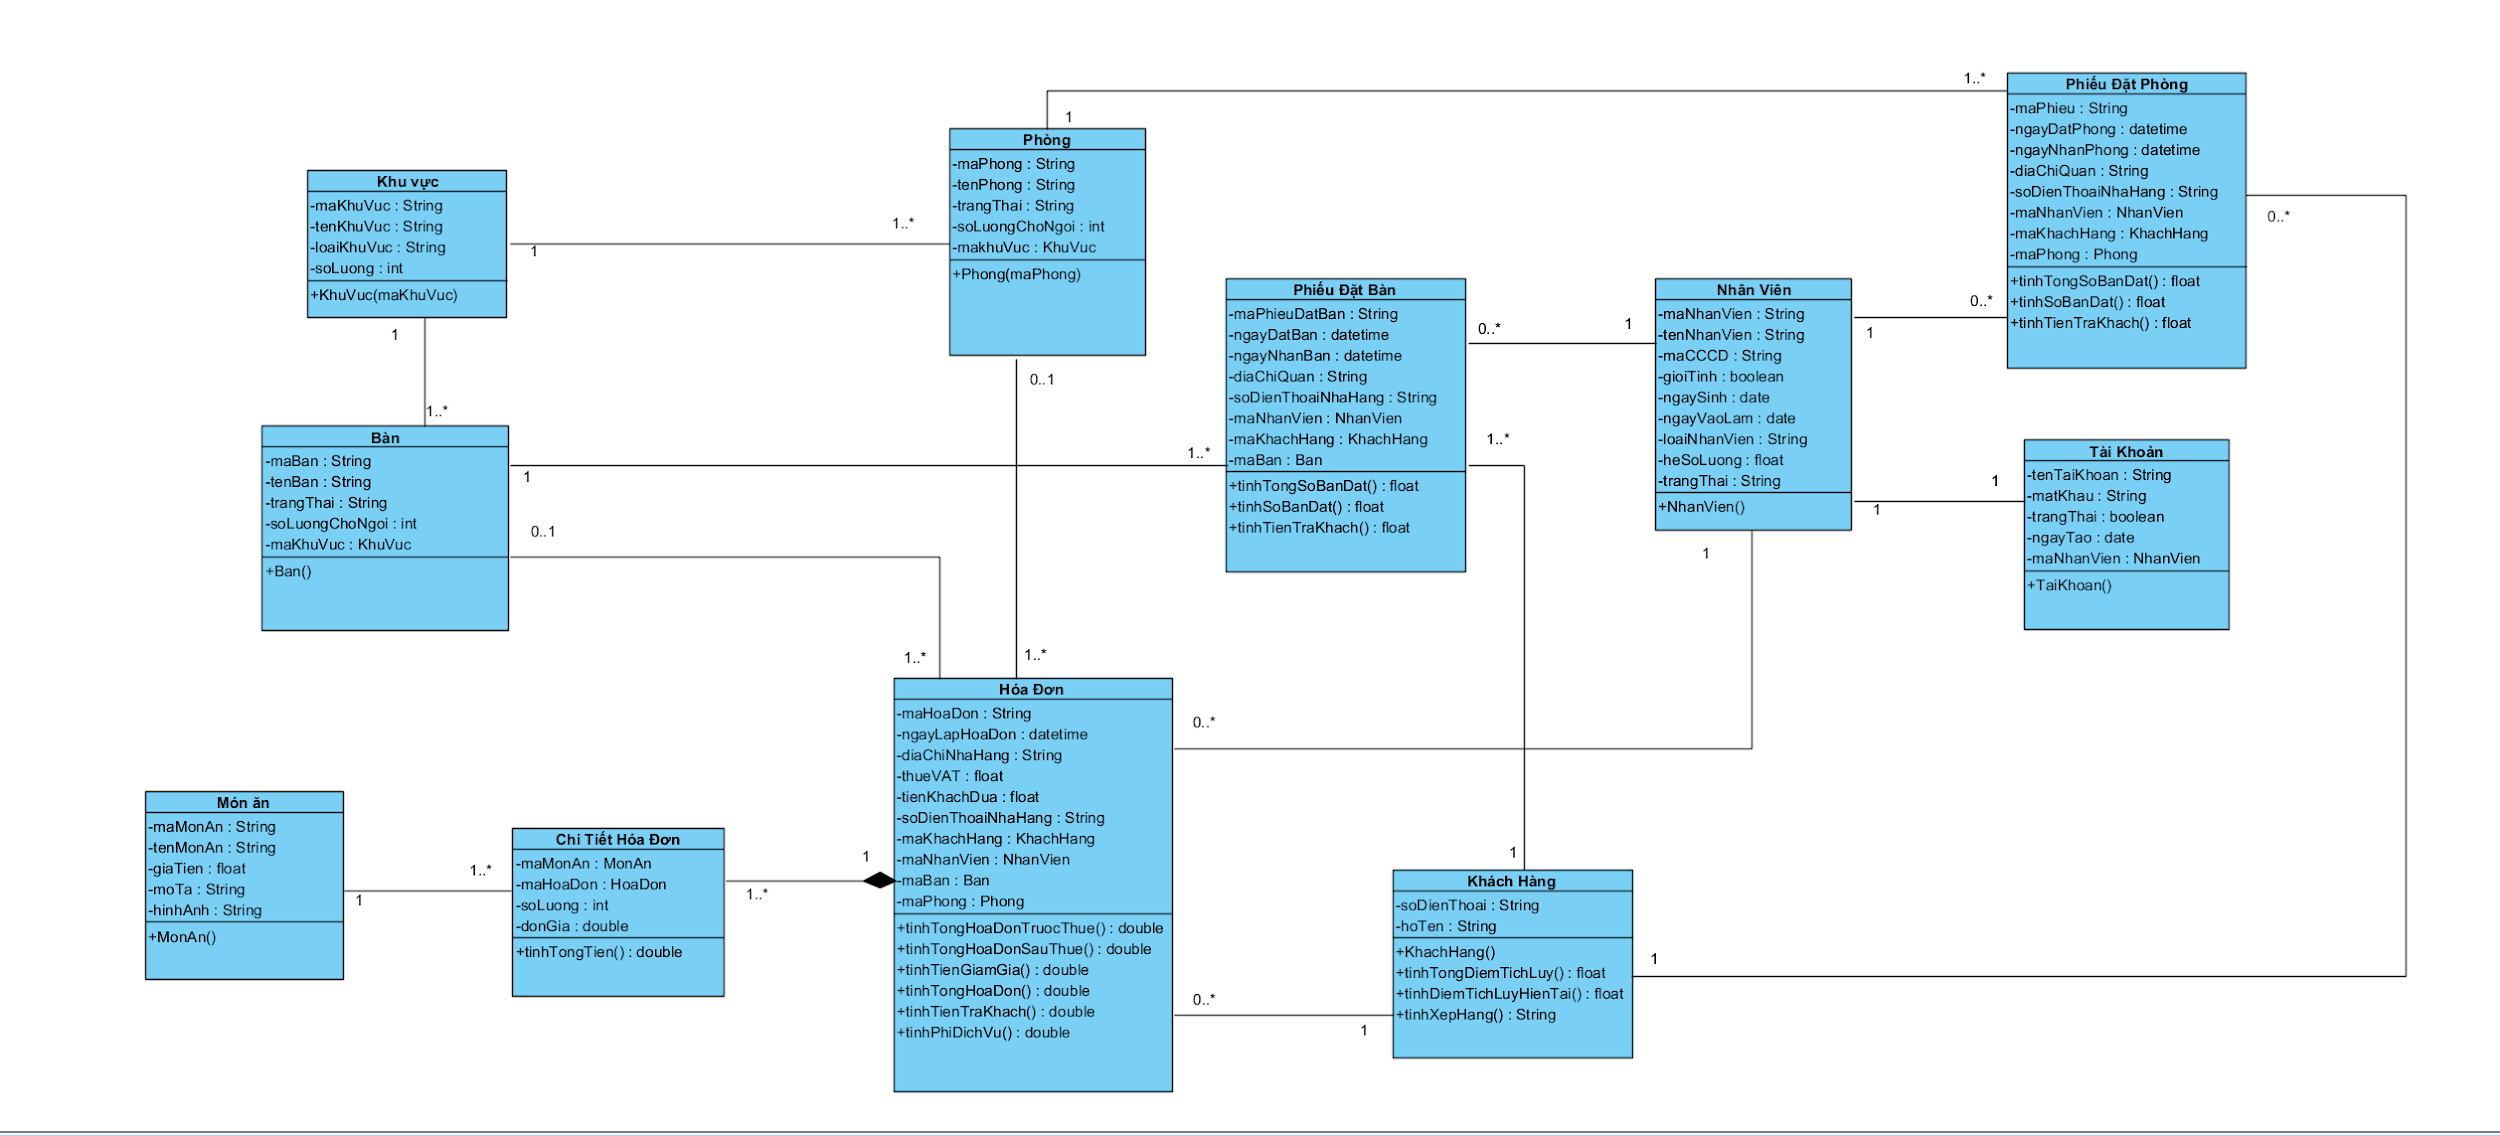 1..*
Phiếu Đặt Phòng
-maPhieu : String
-ngayDatPhong : datetime
-ngayNhanPhong : datetime
-diaChiQuan : String
-soDienThoaiNhaHang : String
-maNhanVien : NhanVien
-maKhachHang : KhachHang
-maPhong : Phong
+tinhTongSoBanDat() : float
+tinhSoBanDat() : float
+tinhTienTraKhach() : float
0..*
0..*
1
Phòng
-maPhong : String
-tenPhong : String
-trangThai : String
-soLuongChoNgoi : int
-makhuVuc : KhuVuc
+Phong(maPhong)
0..1
Khu vực
-maKhuVuc : String
-tenKhuVuc : String
-loaiKhuVuc : String
-soLuong : int
+KhuVuc(maKhuVuc)
1
1..*
1
1..*
Phiếu Đặt Bàn
-maPhieuDatBan : String
-ngayDatBan : datetime
-ngayNhanBan : datetime
-diaChiQuan : String
-soDienThoaiNhaHang : String
-maNhanVien : NhanVien
-maKhachHang : KhachHang
-maBan : Ban
+tinhTongSoBanDat() : float
+tinhSoBanDat() : float
+tinhTienTraKhach() : float
0..*
1
1..*
1..*
Nhân Viên
-maNhanVien : String
-tenNhanVien : String
-maCCCD : String
-gioiTinh : boolean
-ngaySinh : date
-ngayVaoLam : date
-loaiNhanVien : String
-heSoLuong : float
-trangThai : String
+NhanVien()
1
1
1
1
Tài Khoản
-tenTaiKhoan : String
-matKhau : String
-trangThai : boolean
-ngayTao : date
-maNhanVien : NhanVien
+TaiKhoan()
Bàn
-maBan : String
-tenBan : String
-trangThai : String
-soLuongChoNgoi : int
-maKhuVuc : KhuVuc
+Ban()
1
0..1
1..*
1..*
Hóa Đơn
-maHoaDon : String
-ngayLapHoaDon : datetime
-diaChiNhaHang : String
-thueVAT : float
-tienKhachDua : float
-soDienThoaiNhaHang : String
-maKhachHang : KhachHang
-maNhanVien : NhanVien
-maBan : Ban
-maPhong : Phong
+tinhTongHoaDonTruocThue() : double
+tinhTongHoaDonSauThue() : double
+tinhTienGiamGia() : double
+tinhTongHoaDon() : double
+tinhTienTraKhach() : double
+tinhPhiDichVu() : double
0..*
0..*
1
Món ăn
-maMonAn : String
-tenMonAn : String
-giaTien : float
-moTa : String
-hinhAnh : String
+MonAn()
1
1..*
Chi Tiết Hóa Đơn
-maMonAn : MonAn
-maHoaDon : HoaDon
-soLuong : int
-donGia : double
+tinhTongTien() : double
1..*
1
1
Khách Hàng
-soDienThoai : String
-hoTen : String
+KhachHang()
+tinhTongDiemTichLuy() : float
+tinhDiemTichLuyHienTai() : float
+tinhXepHang() : String
1